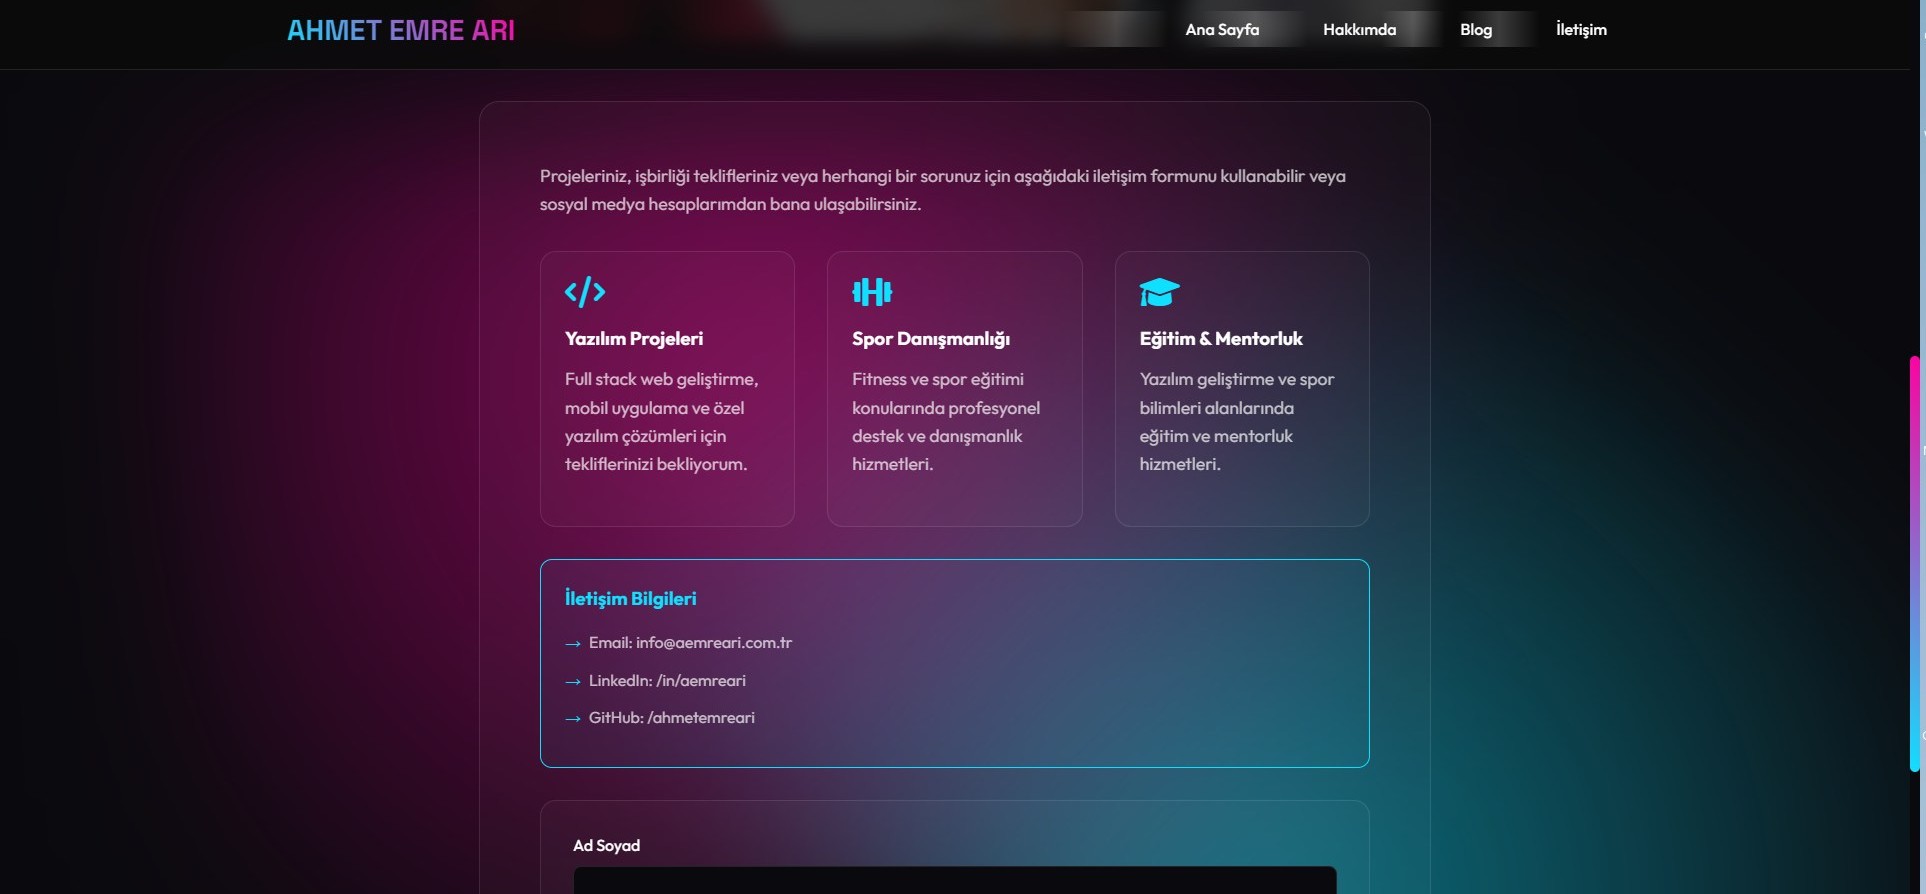 AHMET EMRE ARI
Ana Sayfa
Hakkımda
Blog
İletişim
Projeleriniz, işbirliği teklifleriniz veya herhangi bir sorunuz için aşağıdaki iletişim formunu kullanabilir veya
sosyal medya hesaplarımdan bana ulaşabilirsiniz.
Yazılım Projeleri
Full stack web geliştirme,
mobil uygulama ve özel
yazılım çözümleri için
tekliflerinizi bekliyorum.
Spor Danışmanlığı
Fitness ve spor eğitimi
konularında profesyonel
destek ve danışmanlık
hizmetleri.
Eğitim & Mentorluk
Yazılım geliştirme ve spor
bilimleri alanlarında
eğitim ve mentorluk
hizmetleri.
İletişim Bilgileri
→ Email: info@aemreari.com.tr
→ LinkedIn: /in/aemreari
→ GitHub: /ahmetemreari
Ad Soyad